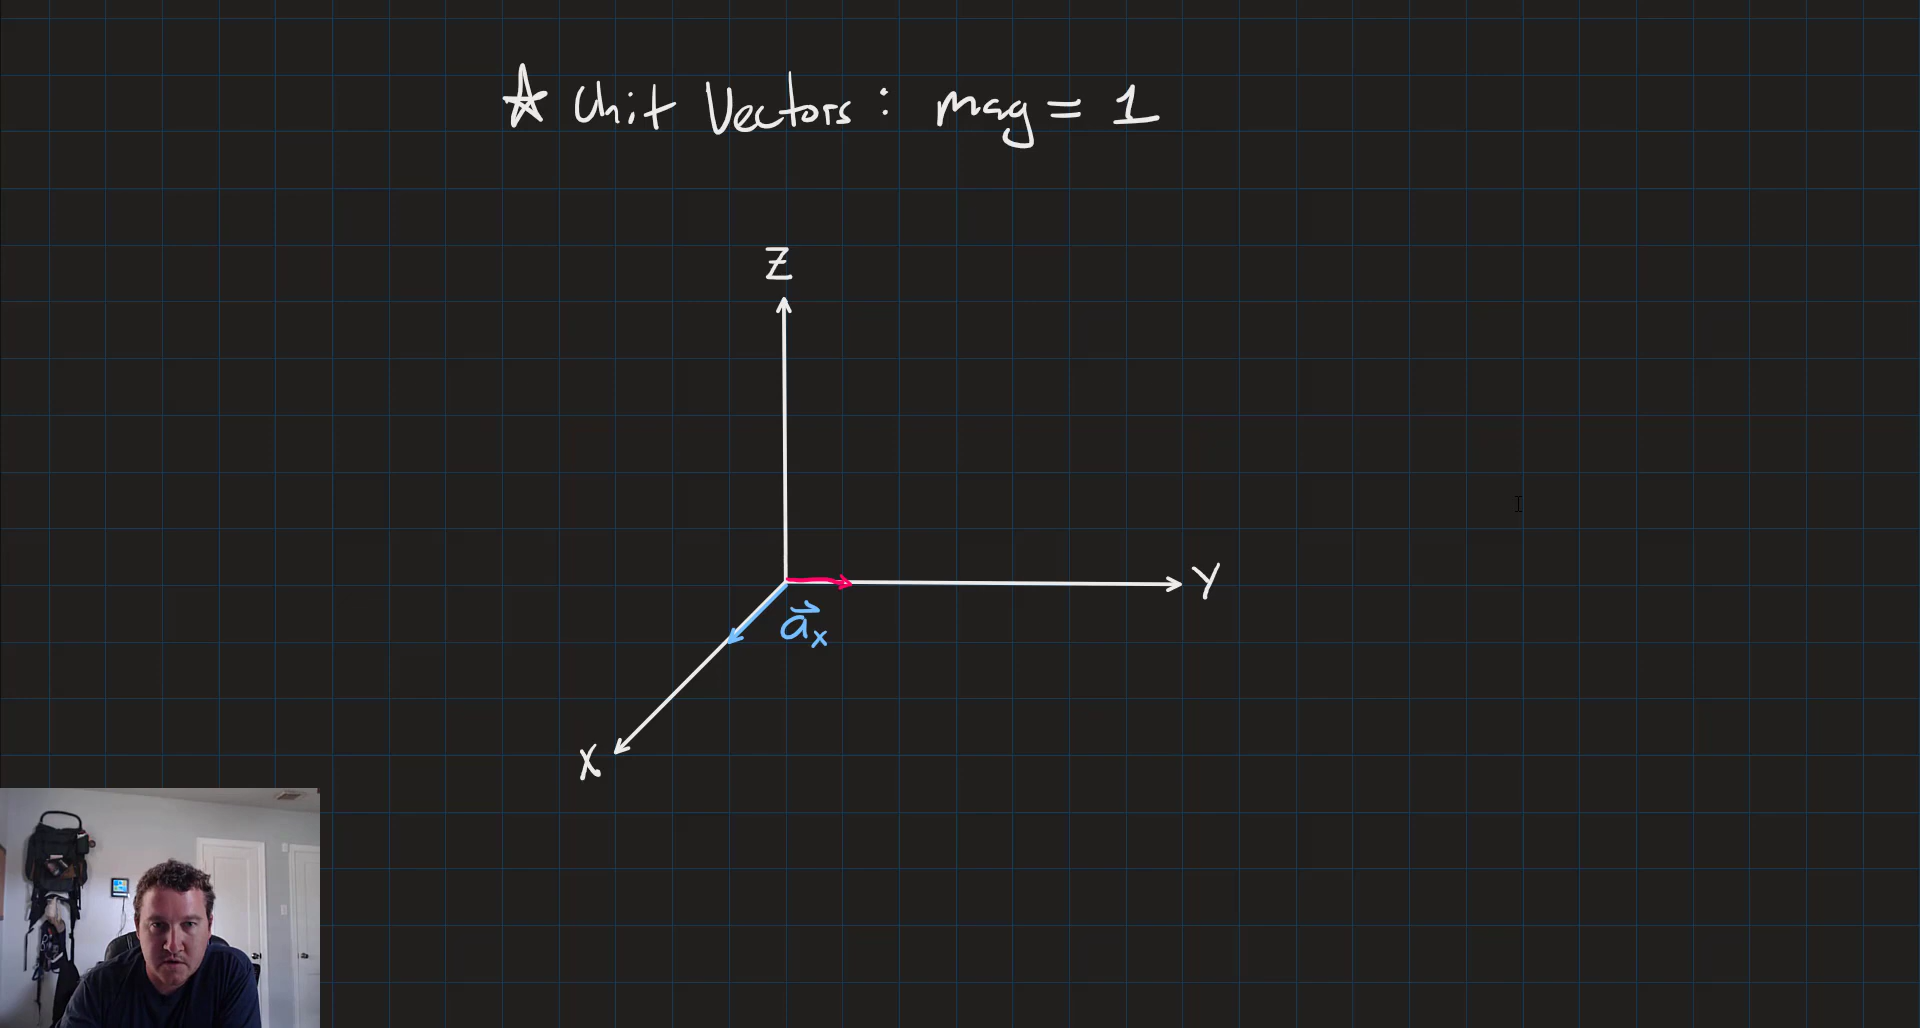 ☆ Unit Vectors: mag = 1
Z
Y
a⃗ₓ
X